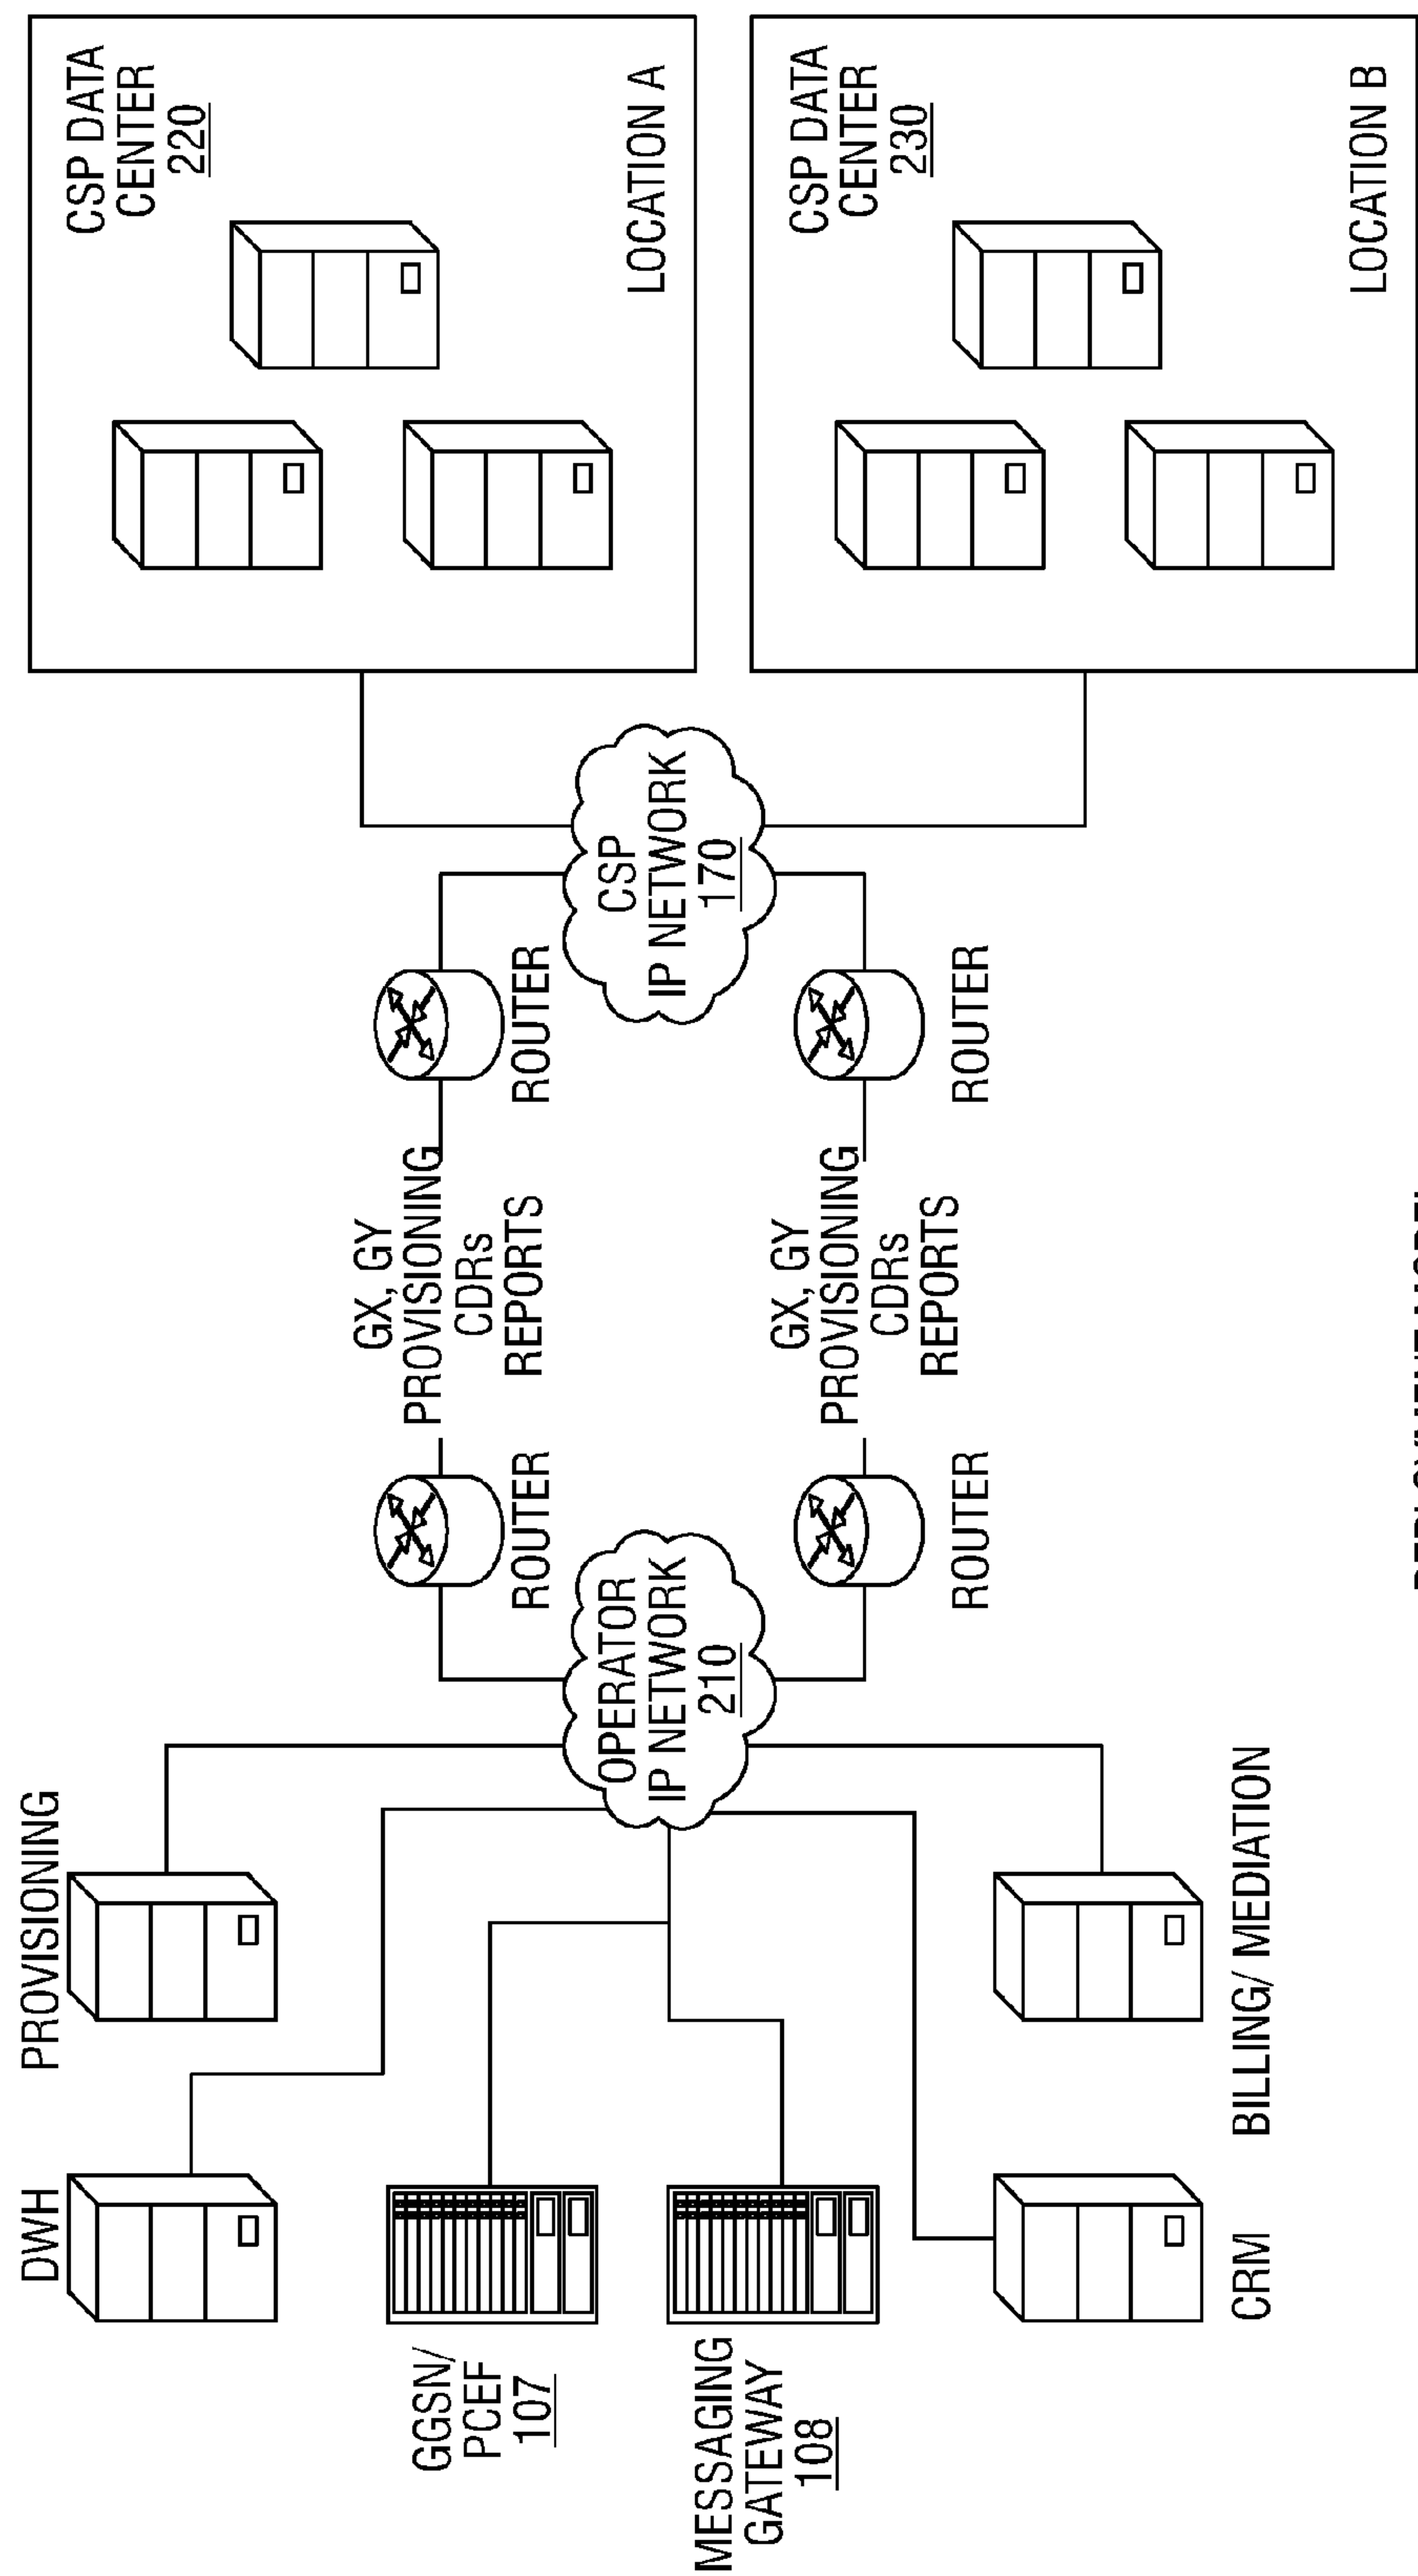 PROVISIONING
DWH
GGSN/
PCEF
107
MESSAGING
GATEWAY
108
CRM
BILLING/ MEDIATION
OPERATOR
IP NETWORK
210
ROUTER
ROUTER
GX, GY
PROVISIONING
CDRs
REPORTS
GX, GY
PROVISIONING
CDRs
REPORTS
ROUTER
ROUTER
CSP
IP NETWORK
170
CSP DATA
CENTER
220
LOCATION A
CSP DATA
CENTER
230
LOCATION B